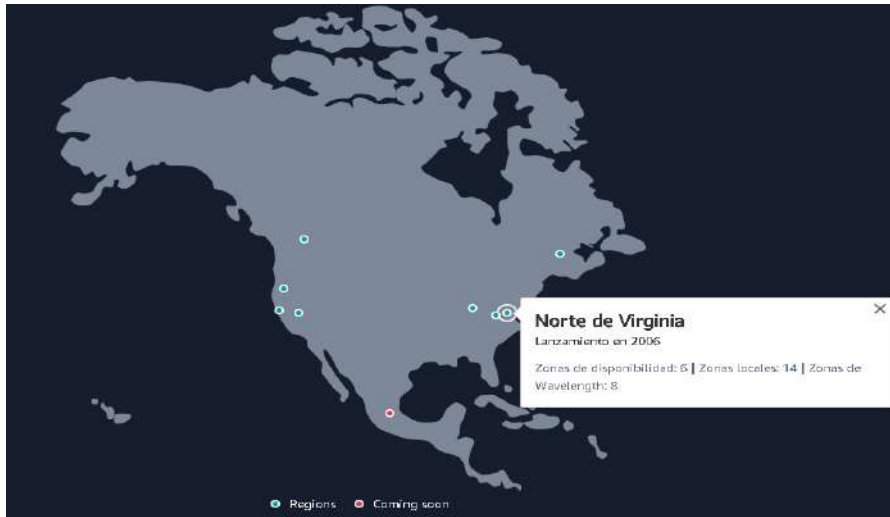 Norte de Virginia
Lanzamiento en 2006
Zonas de disponibilidad: 6 | Zonas locales: 14 | Zonas de
Wavelength: 8
Regions
Coming soon